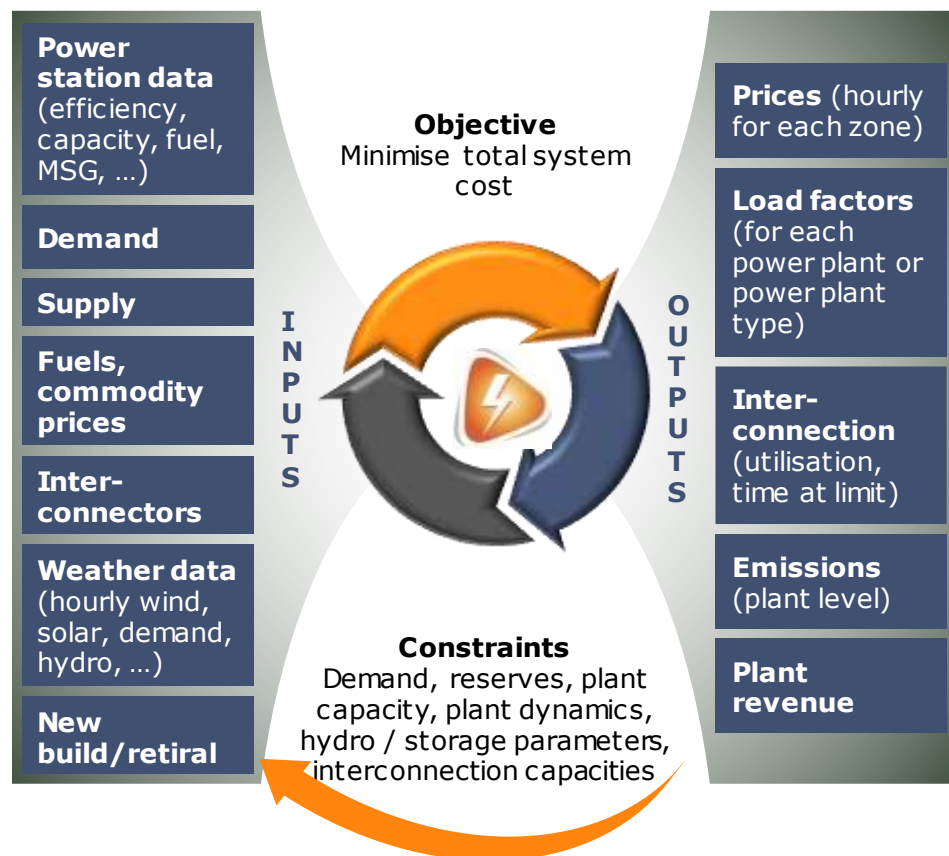 Power
station data
(efficiency,
capacity, fuel,
MSG, ...)
Demand
Supply
Fuels,
commodity
prices
Inter-
connectors
Weather data
(hourly wind,
solar, demand,
hydro, ...)
New
build/retiral
INPUTS
Objective
Minimise total system
cost
Constraints
Demand, reserves, plant
capacity, plant dynamics,
hydro / storage parameters,
interconnection capacities
OUTPUTS
Prices (hourly
for each zone)
Load factors
(for each
power plant or
power plant
type)
Inter-
connection
(utilisation,
time at limit)
Emissions
(plant level)
Plant
revenue